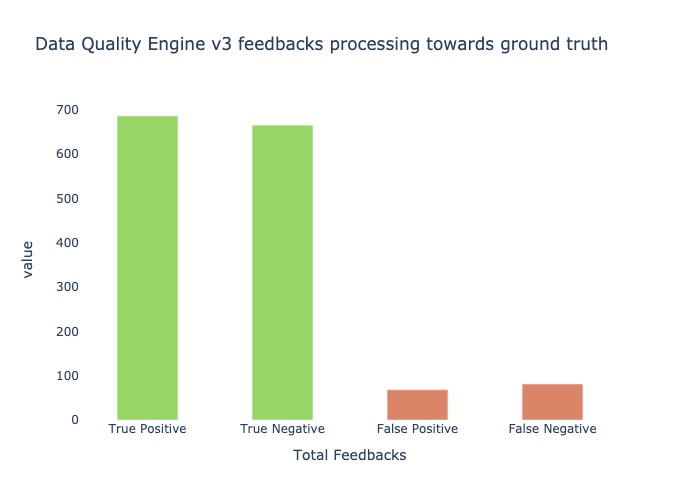 Data Quality Engine v3 feedbacks processing towards ground truth
700
600
500
400
300
200
100
0
value
True Positive
True Negative
False Positive
False Negative
Total Feedbacks